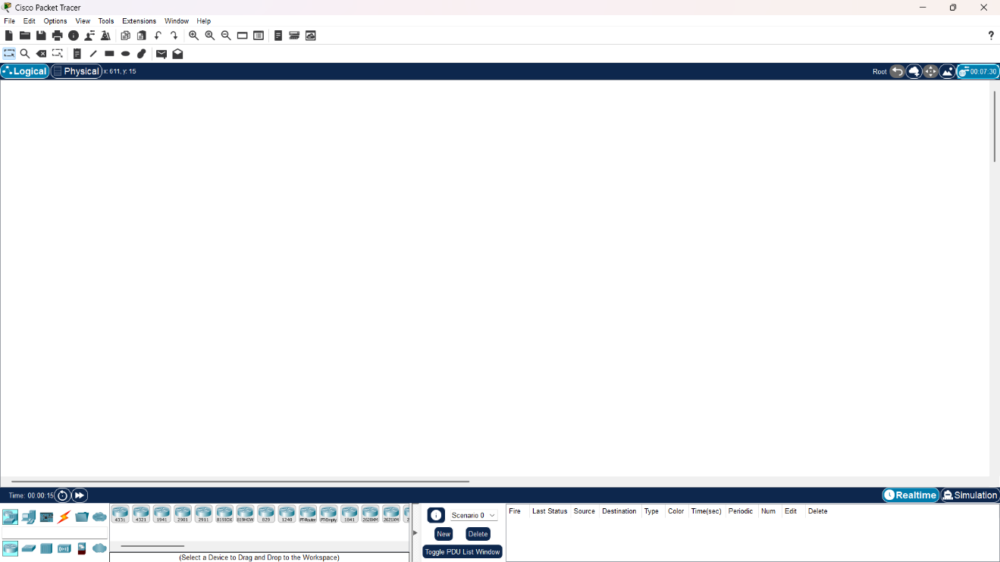 Cisco Packet Tracer
File Edit Options View Tools Extensions Window Help
?
Logical Physical x: 611, y: 15 Root 00:07:30
Time: 00:00:15 Realtime Simulation
4331 4321 1941 2901 2911 819IOX 819HGW 829 1240 PT-Router PT-Empty 1841 2620XM 2621XM 2
(Select a Device to Drag and Drop to the Workspace)
Scenario 0
New Delete
Toggle PDU List Window
Fire Last Status Source Destination Type Color Time(sec) Periodic Num Edit Delete